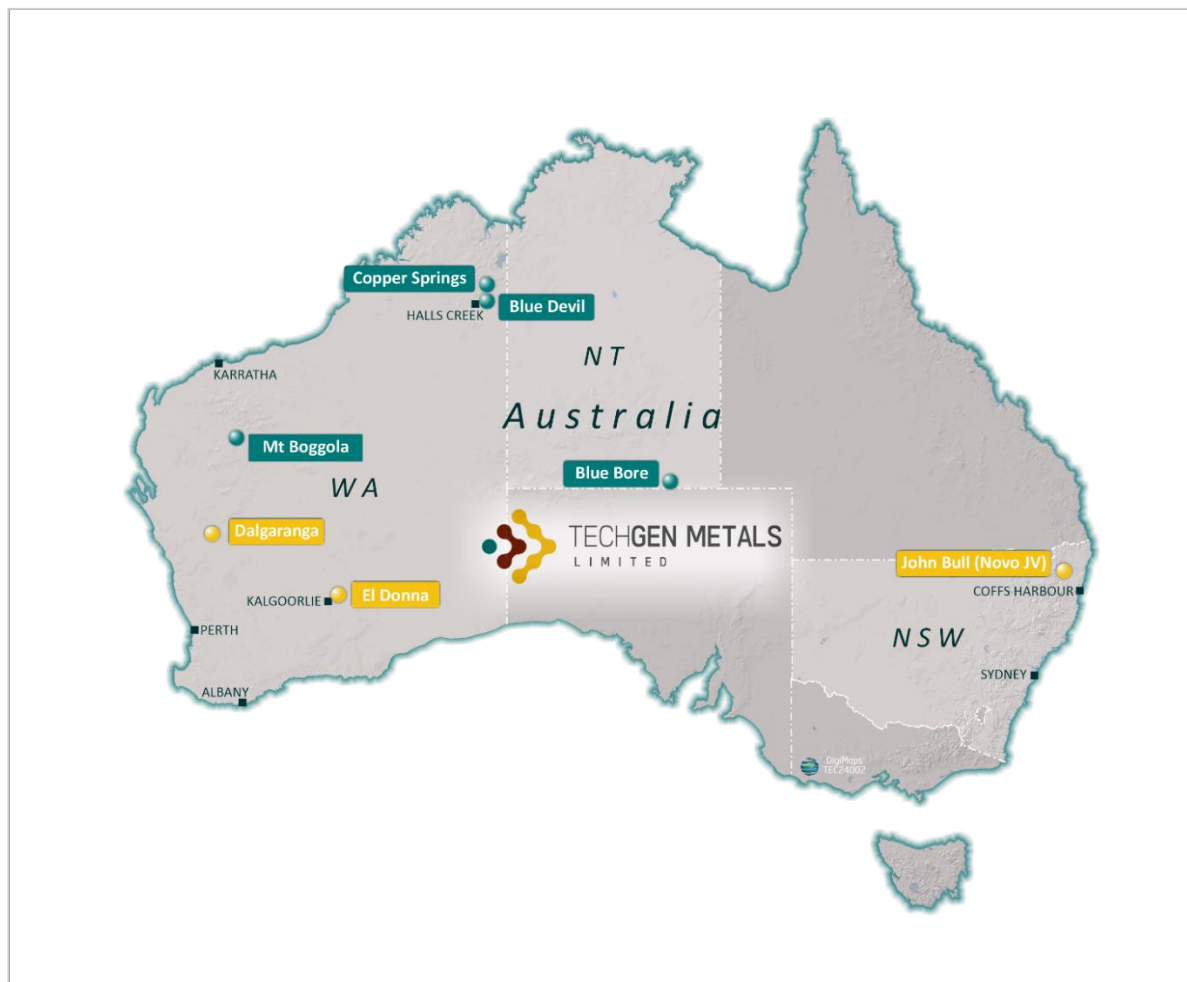 Copper Springs
Blue Devil
HALLS CREEK
NT
KARRATHA
Australia
Mt Boggola
Blue Bore
WA
TECHGEN METALS
LIMITED
Dalgaranga
John Bull (Novo JV)
COFFS HARBOUR
El Donna
KALGOORLIE
PERTH
NSW
SYDNEY
ALBANY
DigiMaps
TEC24002